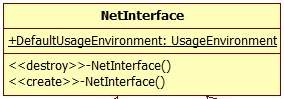 NetInterface
+DefaultUsageEnvironment: UsageEnvironment
<<destroy>>-NetInterface()
<<create>>-NetInterface()